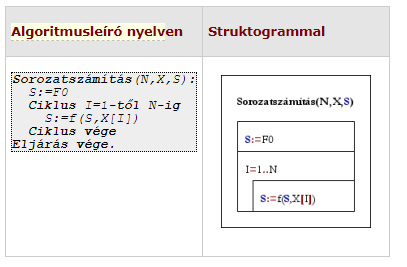 Algoritmusleíró nyelven
Struktogrammal
Sorozatszámítás(N,X,S):
S:=F0
Ciklus I=1-től N-ig
S:=f(S,X[I])
Ciklus vége
Eljárás vége.
Sorozatszámítás(N,X,S)
S:=F0
I=1..N
S:=f(S,X[I])